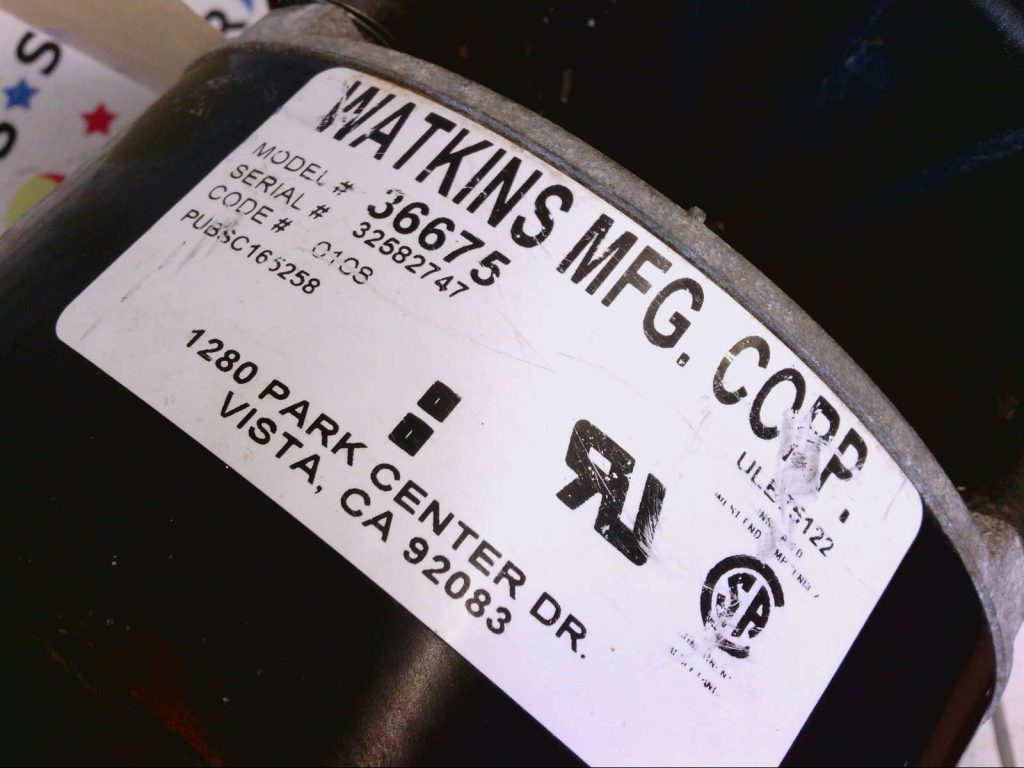 WATKINS MFG. CORP.
MODEL # 36675
SERIAL # 32582747
CODE # 0108
PUBSC165258
1280 PARK CENTER DR.
VISTA, CA 92083